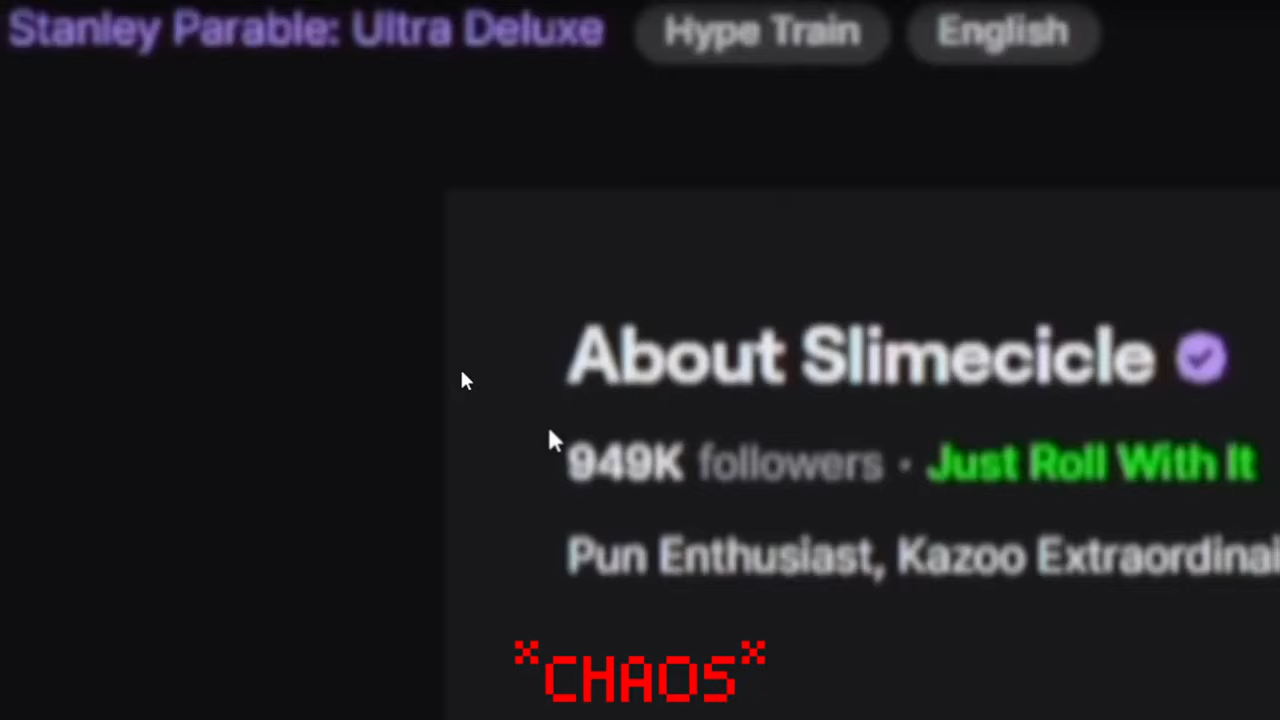 Stanley Parable: Ultra Deluxe Hype Train English
About Slimecicle
949K followers · Just Roll With It
Pun Enthusiast, Kazoo Extraordinai
*CHAOS*